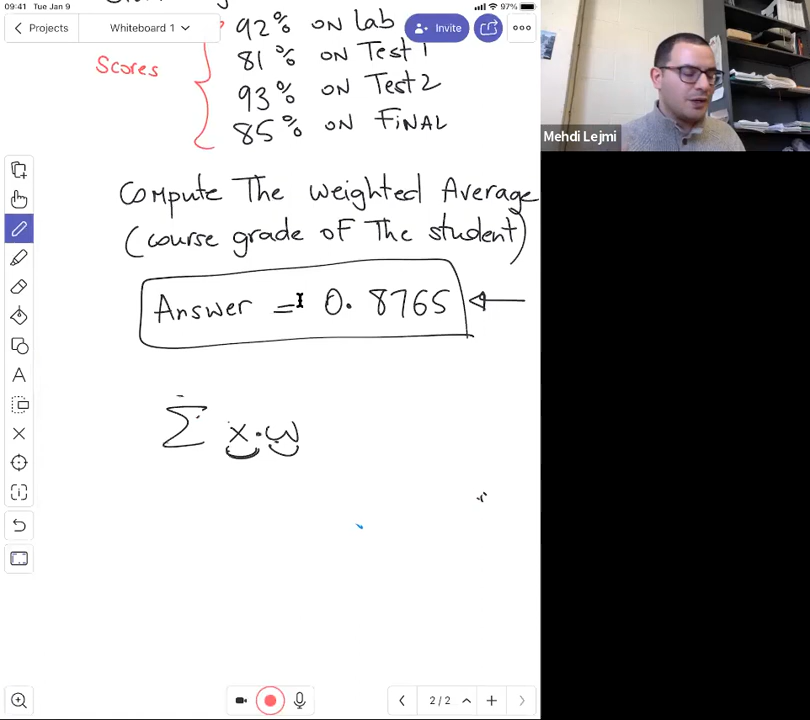 09:41 Tue Jan 9
97%
Projects
Whiteboard 1
Invite
92% on Lab
81% on Test 1
Scores
93% on Test 2
85% on FiNAL
Compute The weighted Average
(course grade of The student)
Answer = 0.8765
Σ x·w
Mehdi Lejmi
A
2/2